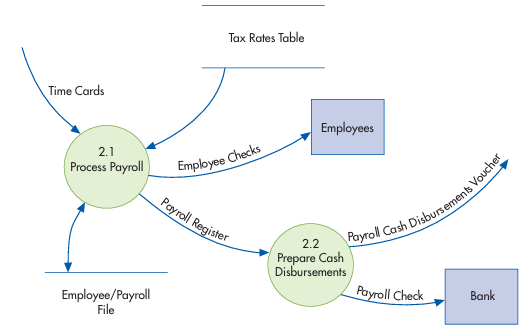 Tax Rates Table
Time Cards
Employees
2.1
Process Payroll
Employee Checks
Payroll Cash Disbursements Voucher
Payroll Register
2.2
Prepare Cash
Disbursements
Employee/Payroll
File
Payroll Check
Bank